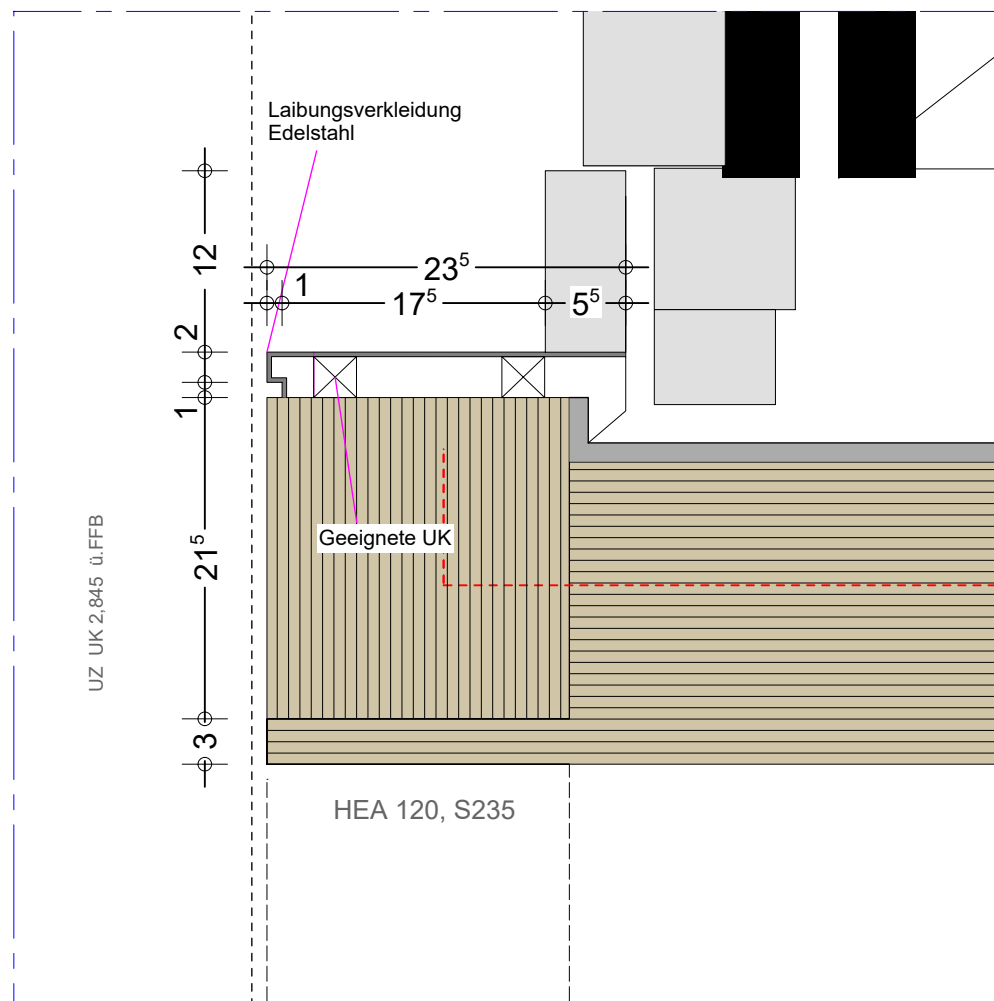 Laibungsverkleidung
Edelstahl
12
23⁵
1
17⁵
5⁵
2
1
Geeignete UK
21⁵
UZ UK 2,845 ü.FFB
3
HEA 120, S235